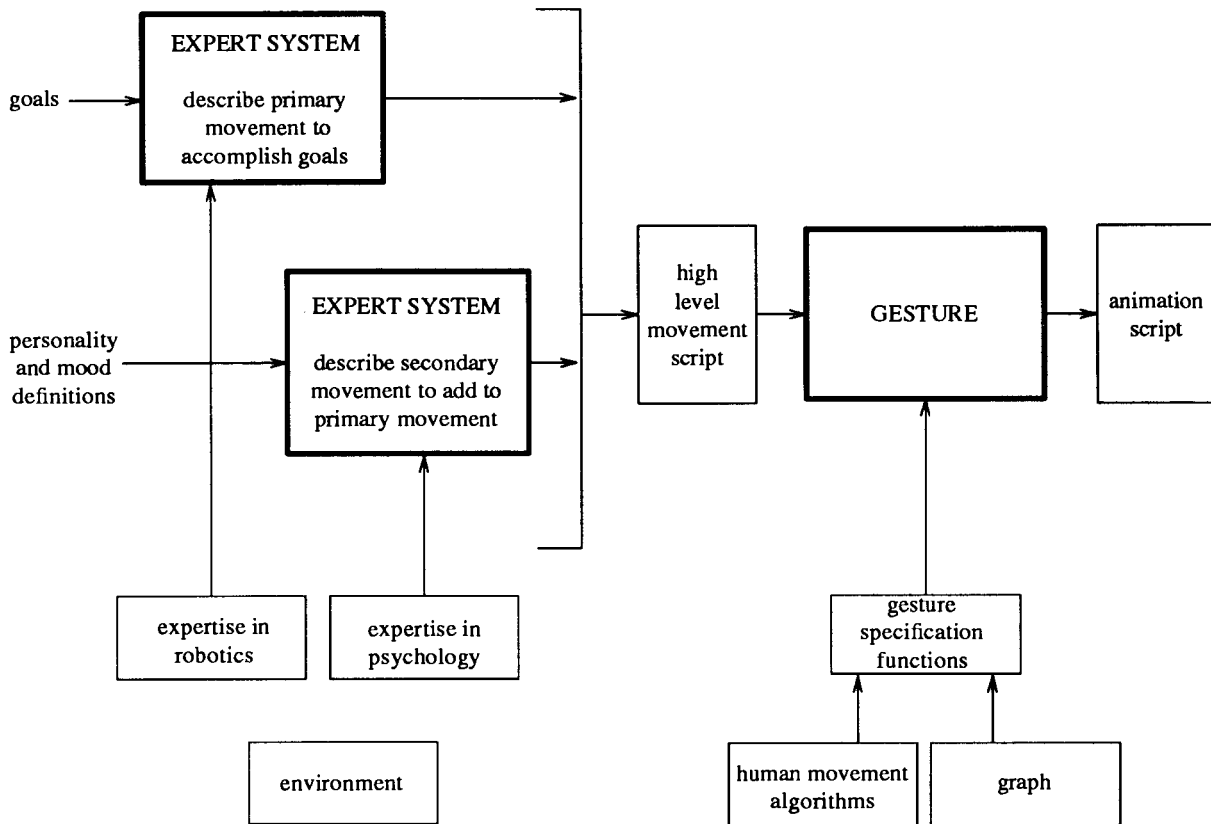 EXPERT SYSTEM
describe primary
movement to
accomplish goals
goals
EXPERT SYSTEM
describe secondary
movement to add to
primary movement
personality
and mood
definitions
high
level
movement
script
GESTURE
animation
script
expertise in
robotics
expertise in
psychology
gesture
specification
functions
environment
human movement
algorithms
graph